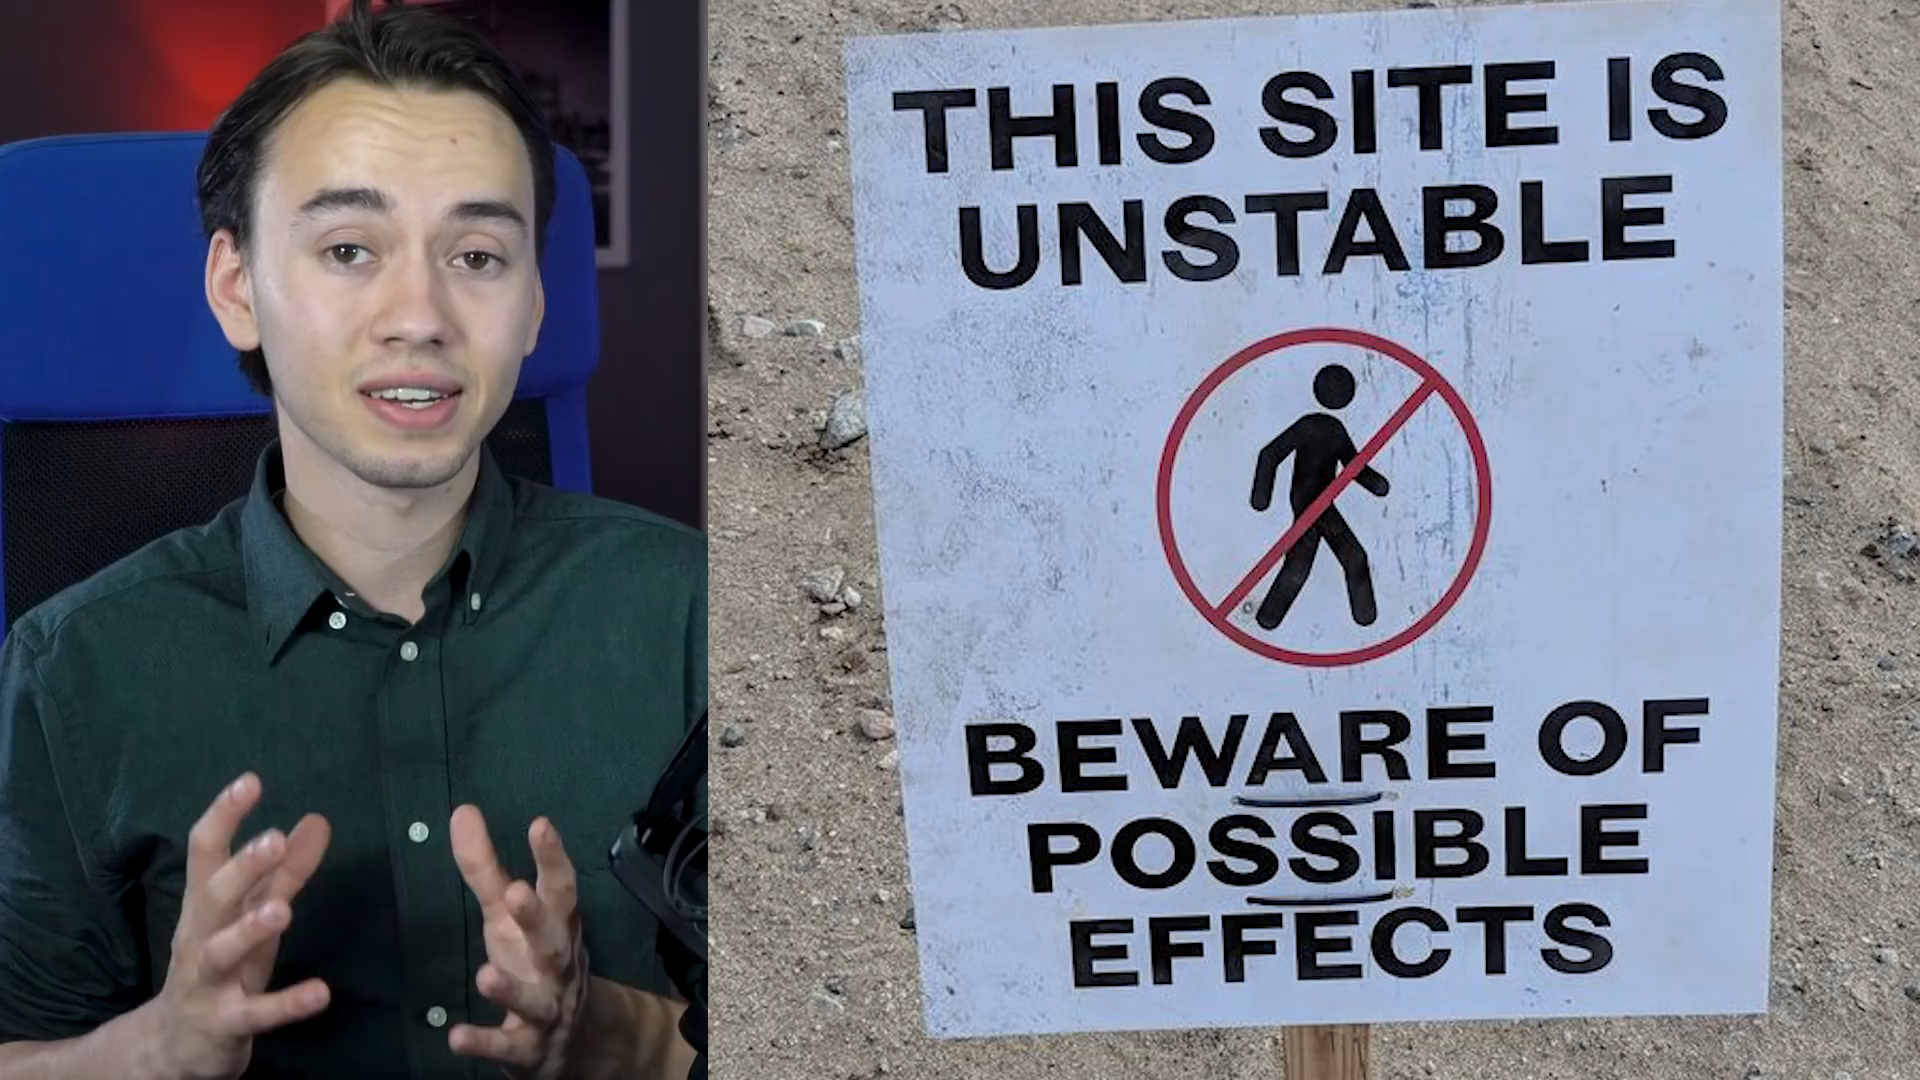 THIS SITE IS
UNSTABLE
BEWARE OF
POSSIBLE
EFFECTS